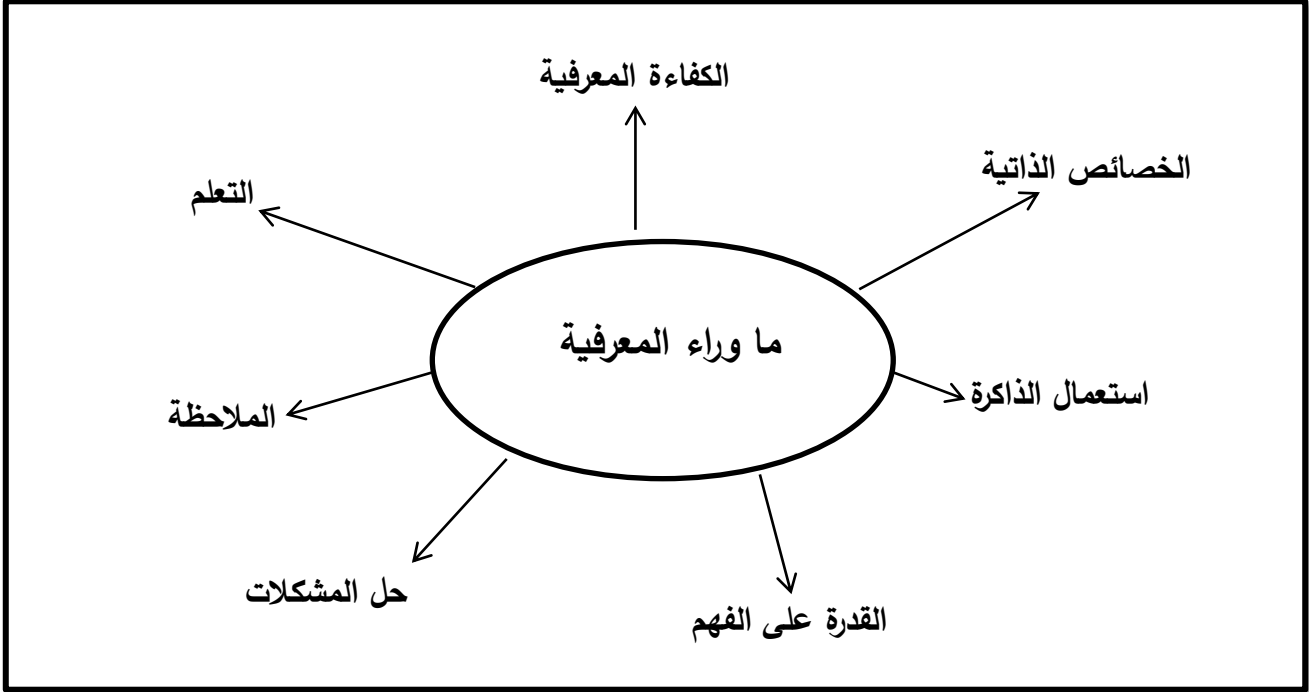 الكفاءة المعرفية
الخصائص الذاتية
التعلم
ما وراء المعرفية
استعمال الذاكرة
الملاحظة
حل المشكلات
القدرة على الفهم